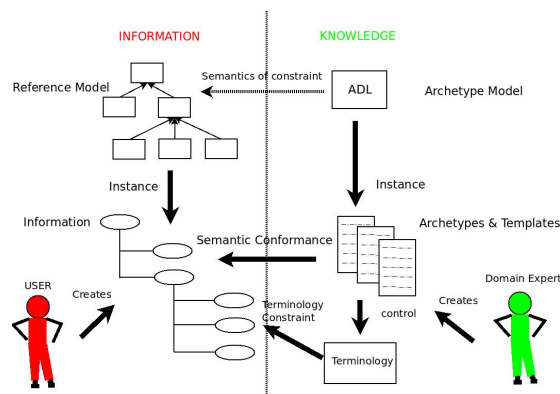 INFORMATION
KNOWLEDGE
Reference Model
Semantics of constraint
ADL
Archetype Model
Instance
Instance
Information
Archetypes & Templates
Semantic Conformance
USER
Creates
Domain Expert
Creates
Terminology
Constraint
control
Terminology